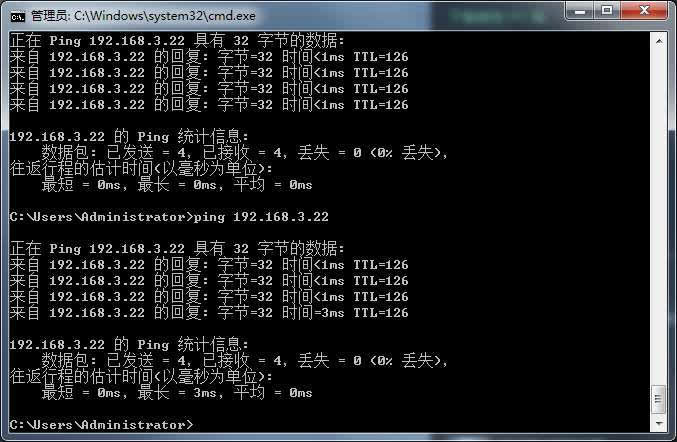 管理员: C:\Windows\system32\cmd.exe
正在 Ping 192.168.3.22 具有 32 字节的数据:
来自 192.168.3.22 的回复: 字节=32 时间<1ms TTL=126
来自 192.168.3.22 的回复: 字节=32 时间<1ms TTL=126
来自 192.168.3.22 的回复: 字节=32 时间<1ms TTL=126
来自 192.168.3.22 的回复: 字节=32 时间<1ms TTL=126
192.168.3.22 的 Ping 统计信息:
数据包: 已发送 = 4，已接收 = 4，丢失 = 0 (0% 丢失)，
往返行程的估计时间(以毫秒为单位):
最短 = 0ms，最长 = 0ms，平均 = 0ms
C:\Users\Administrator>ping 192.168.3.22
正在 Ping 192.168.3.22 具有 32 字节的数据:
来自 192.168.3.22 的回复: 字节=32 时间<1ms TTL=126
来自 192.168.3.22 的回复: 字节=32 时间<1ms TTL=126
来自 192.168.3.22 的回复: 字节=32 时间<1ms TTL=126
来自 192.168.3.22 的回复: 字节=32 时间=3ms TTL=126
192.168.3.22 的 Ping 统计信息:
数据包: 已发送 = 4，已接收 = 4，丢失 = 0 (0% 丢失)，
往返行程的估计时间(以毫秒为单位):
最短 = 0ms，最长 = 3ms，平均 = 0ms
C:\Users\Administrator>